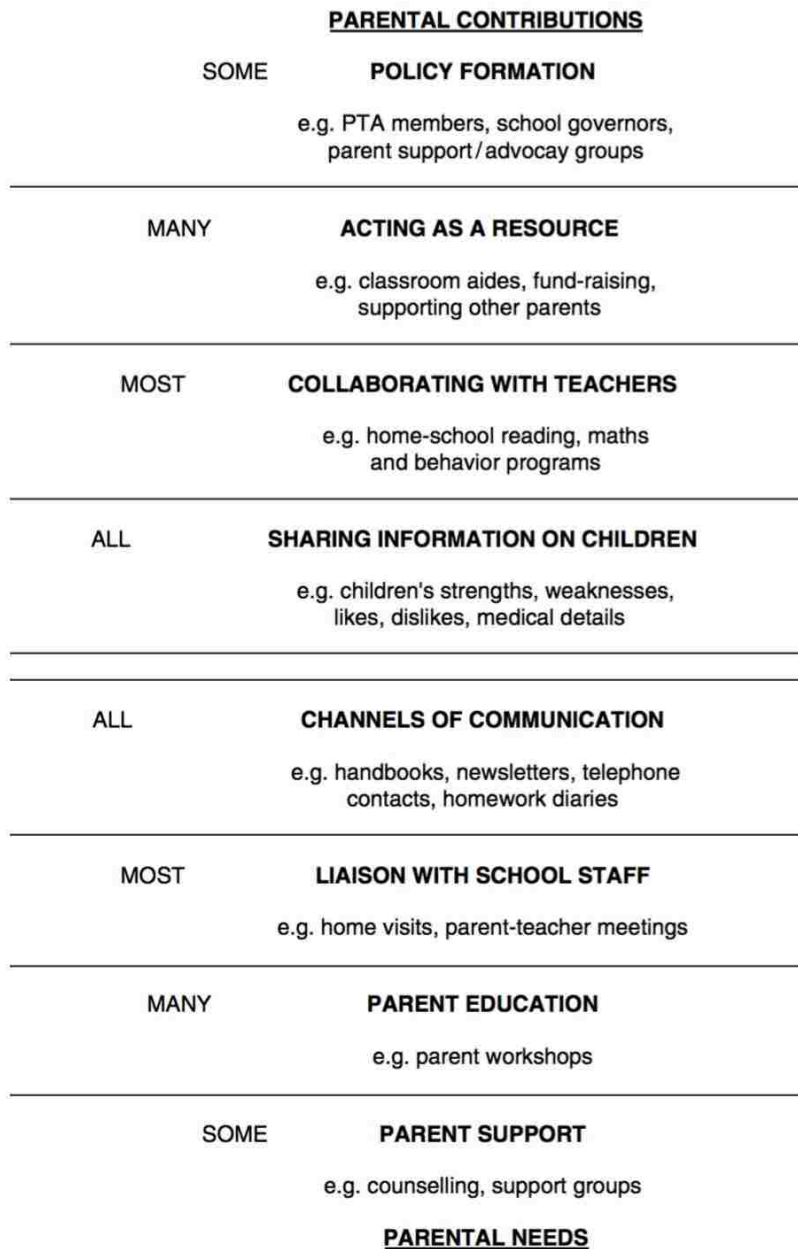 PARENTAL CONTRIBUTIONS
SOME POLICY FORMATION
e.g. PTA members, school governors,
parent support/advocay groups
MANY ACTING AS A RESOURCE
e.g. classroom aides, fund-raising,
supporting other parents
MOST COLLABORATING WITH TEACHERS
e.g. home-school reading, maths
and behavior programs
ALL SHARING INFORMATION ON CHILDREN
e.g. children's strengths, weaknesses,
likes, dislikes, medical details
ALL CHANNELS OF COMMUNICATION
e.g. handbooks, newsletters, telephone
contacts, homework diaries
MOST LIAISON WITH SCHOOL STAFF
e.g. home visits, parent-teacher meetings
MANY PARENT EDUCATION
e.g. parent workshops
SOME PARENT SUPPORT
e.g. counselling, support groups
PARENTAL NEEDS